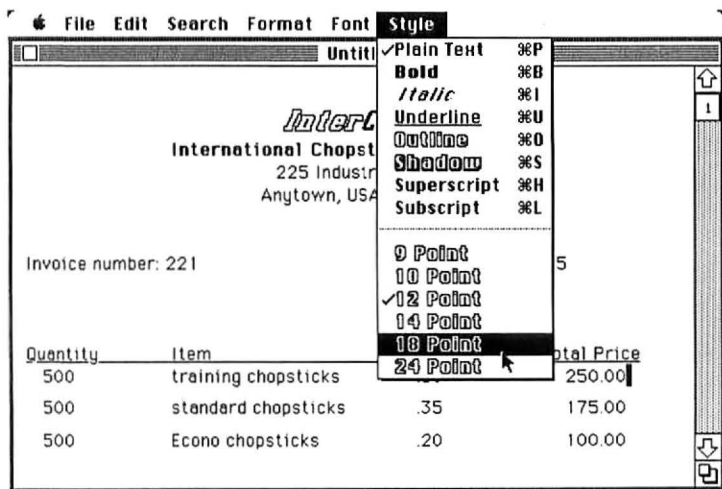 File Edit Search Format Font Style
Untitl
✓Plain Text ⌘P
Bold ⌘B
Italic ⌘I
Underline ⌘U
Outline ⌘O
Shadow ⌘S
Superscript ⌘H
Subscript ⌘L
9 Point
10 Point
✓12 Point
14 Point
18 Point
24 Point
InterC
International Chopst
225 Industr
Anytown, USA
Invoice number: 221 5
Quantity Item otal Price
500 training chopsticks 250.00
500 standard chopsticks .35 175.00
500 Econo chopsticks .20 100.00
1